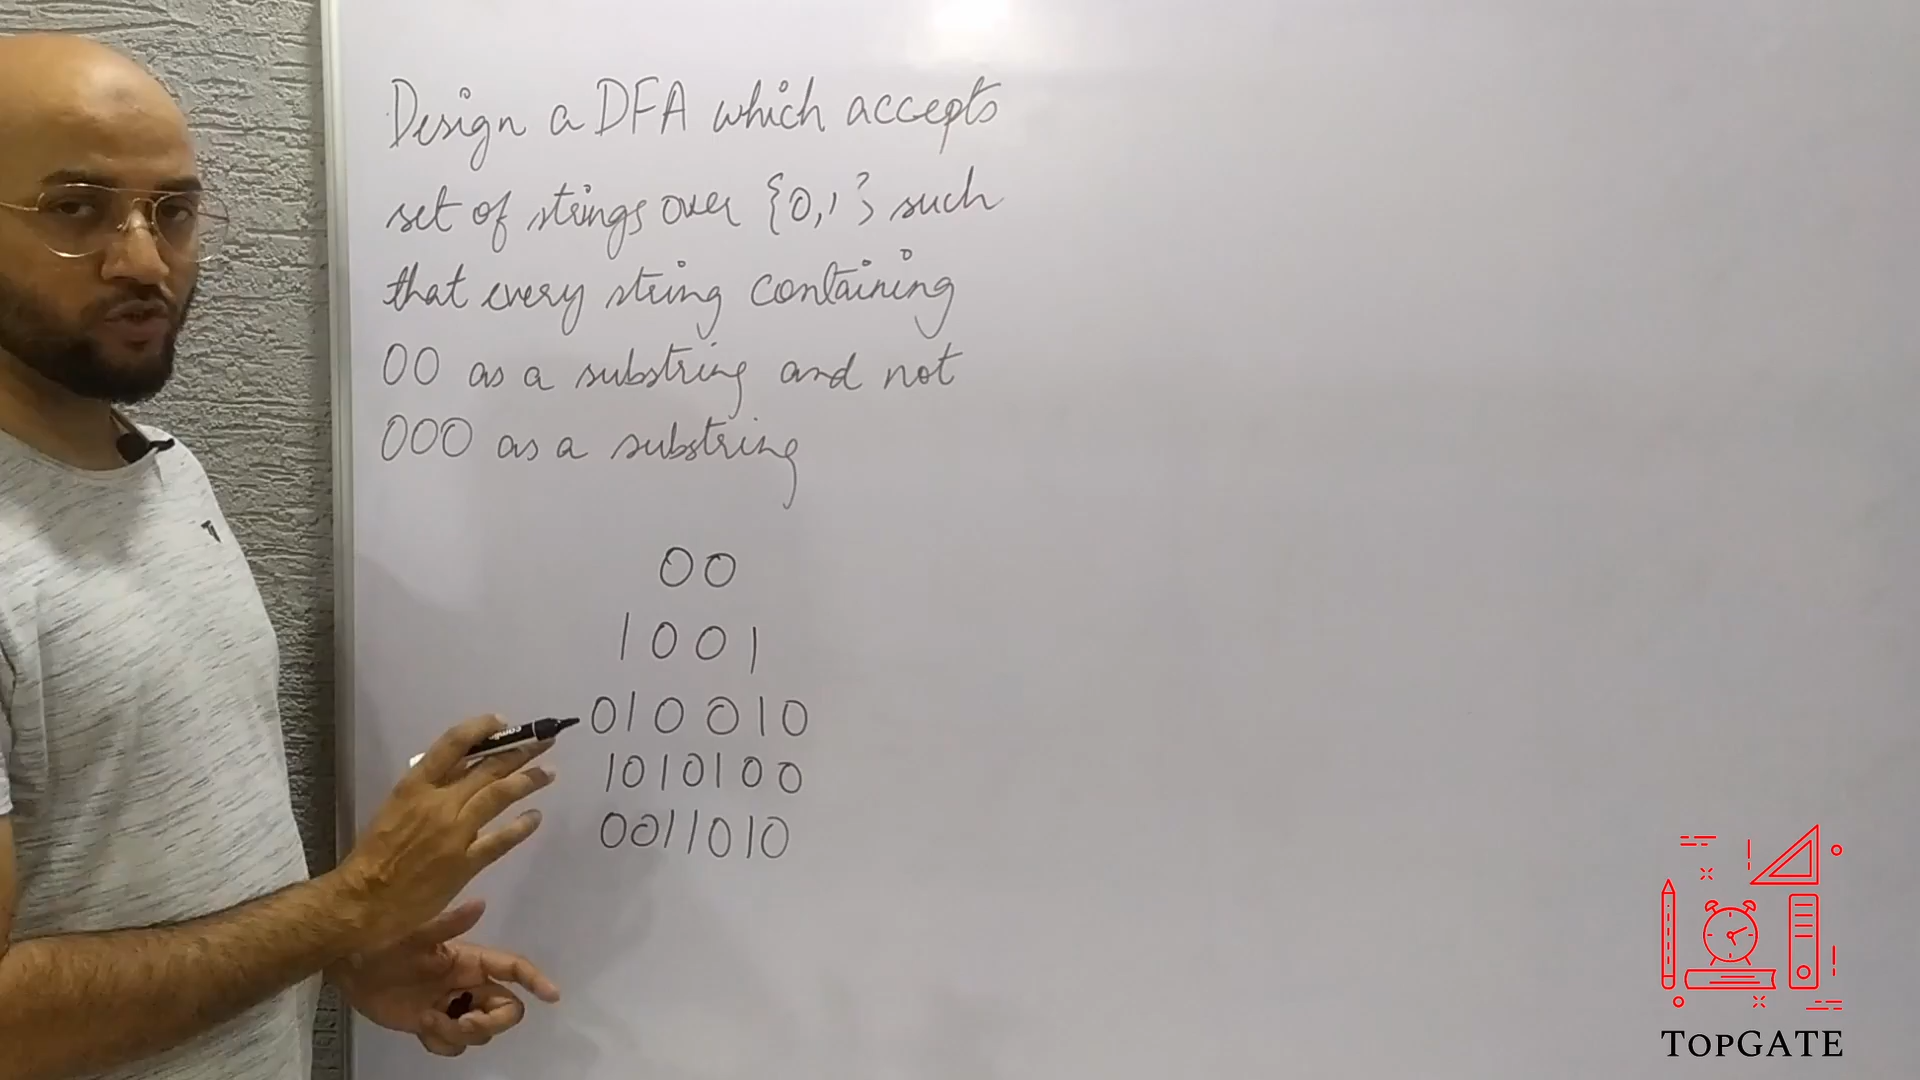 Design a DFA which accepts
set of strings over {0,1} such
that every string containing
00 as a substring and not
000 as a substring
00
1001
010010
1010100
0011010
TOPGATE